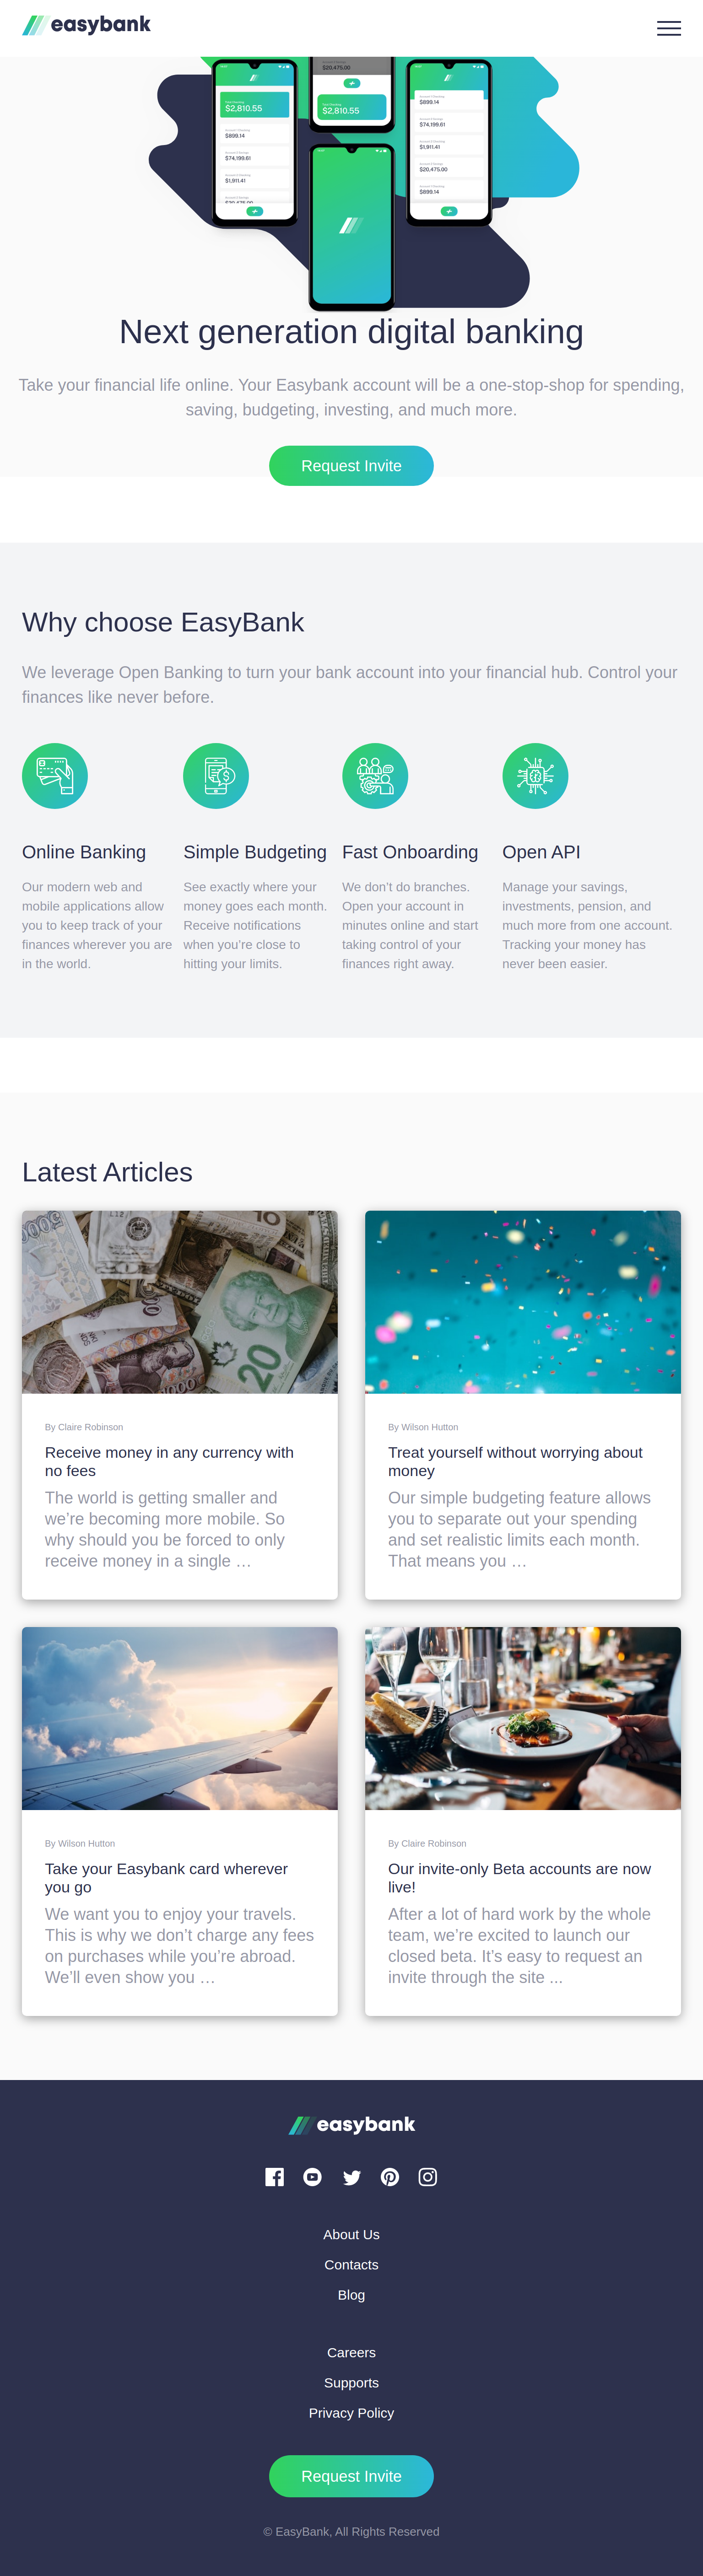 easybank
$20,475.00
Total Checking
$2,810.55
$899.14
$74,199.61
$1,911.41
Total Checking
$2,810.55
$899.14
$74,199.61
$1,911.41
$20,475.00
$899.14
Next generation digital banking
Take your financial life online. Your Easybank account will be a one-stop-shop for spending,
saving, budgeting, investing, and much more.
Request Invite
Why choose EasyBank
We leverage Open Banking to turn your bank account into your financial hub. Control your
finances like never before.
Online Banking
Our modern web and
mobile applications allow
you to keep track of your
finances wherever you are
in the world.
Simple Budgeting
See exactly where your
money goes each month.
Receive notifications
when you’re close to
hitting your limits.
Fast Onboarding
We don’t do branches.
Open your account in
minutes online and start
taking control of your
finances right away.
Open API
Manage your savings,
investments, pension, and
much more from one account.
Tracking your money has
never been easier.
Latest Articles
20
By Claire Robinson
Receive money in any currency with
no fees
The world is getting smaller and
we’re becoming more mobile. So
why should you be forced to only
receive money in a single …
By Wilson Hutton
Treat yourself without worrying about
money
Our simple budgeting feature allows
you to separate out your spending
and set realistic limits each month.
That means you …
By Wilson Hutton
Take your Easybank card wherever
you go
We want you to enjoy your travels.
This is why we don’t charge any fees
on purchases while you’re abroad.
We’ll even show you …
By Claire Robinson
Our invite-only Beta accounts are now
live!
After a lot of hard work by the whole
team, we’re excited to launch our
closed beta. It’s easy to request an
invite through the site ...
easybank
About Us
Contacts
Blog
Careers
Supports
Privacy Policy
Request Invite
© EasyBank, All Rights Reserved